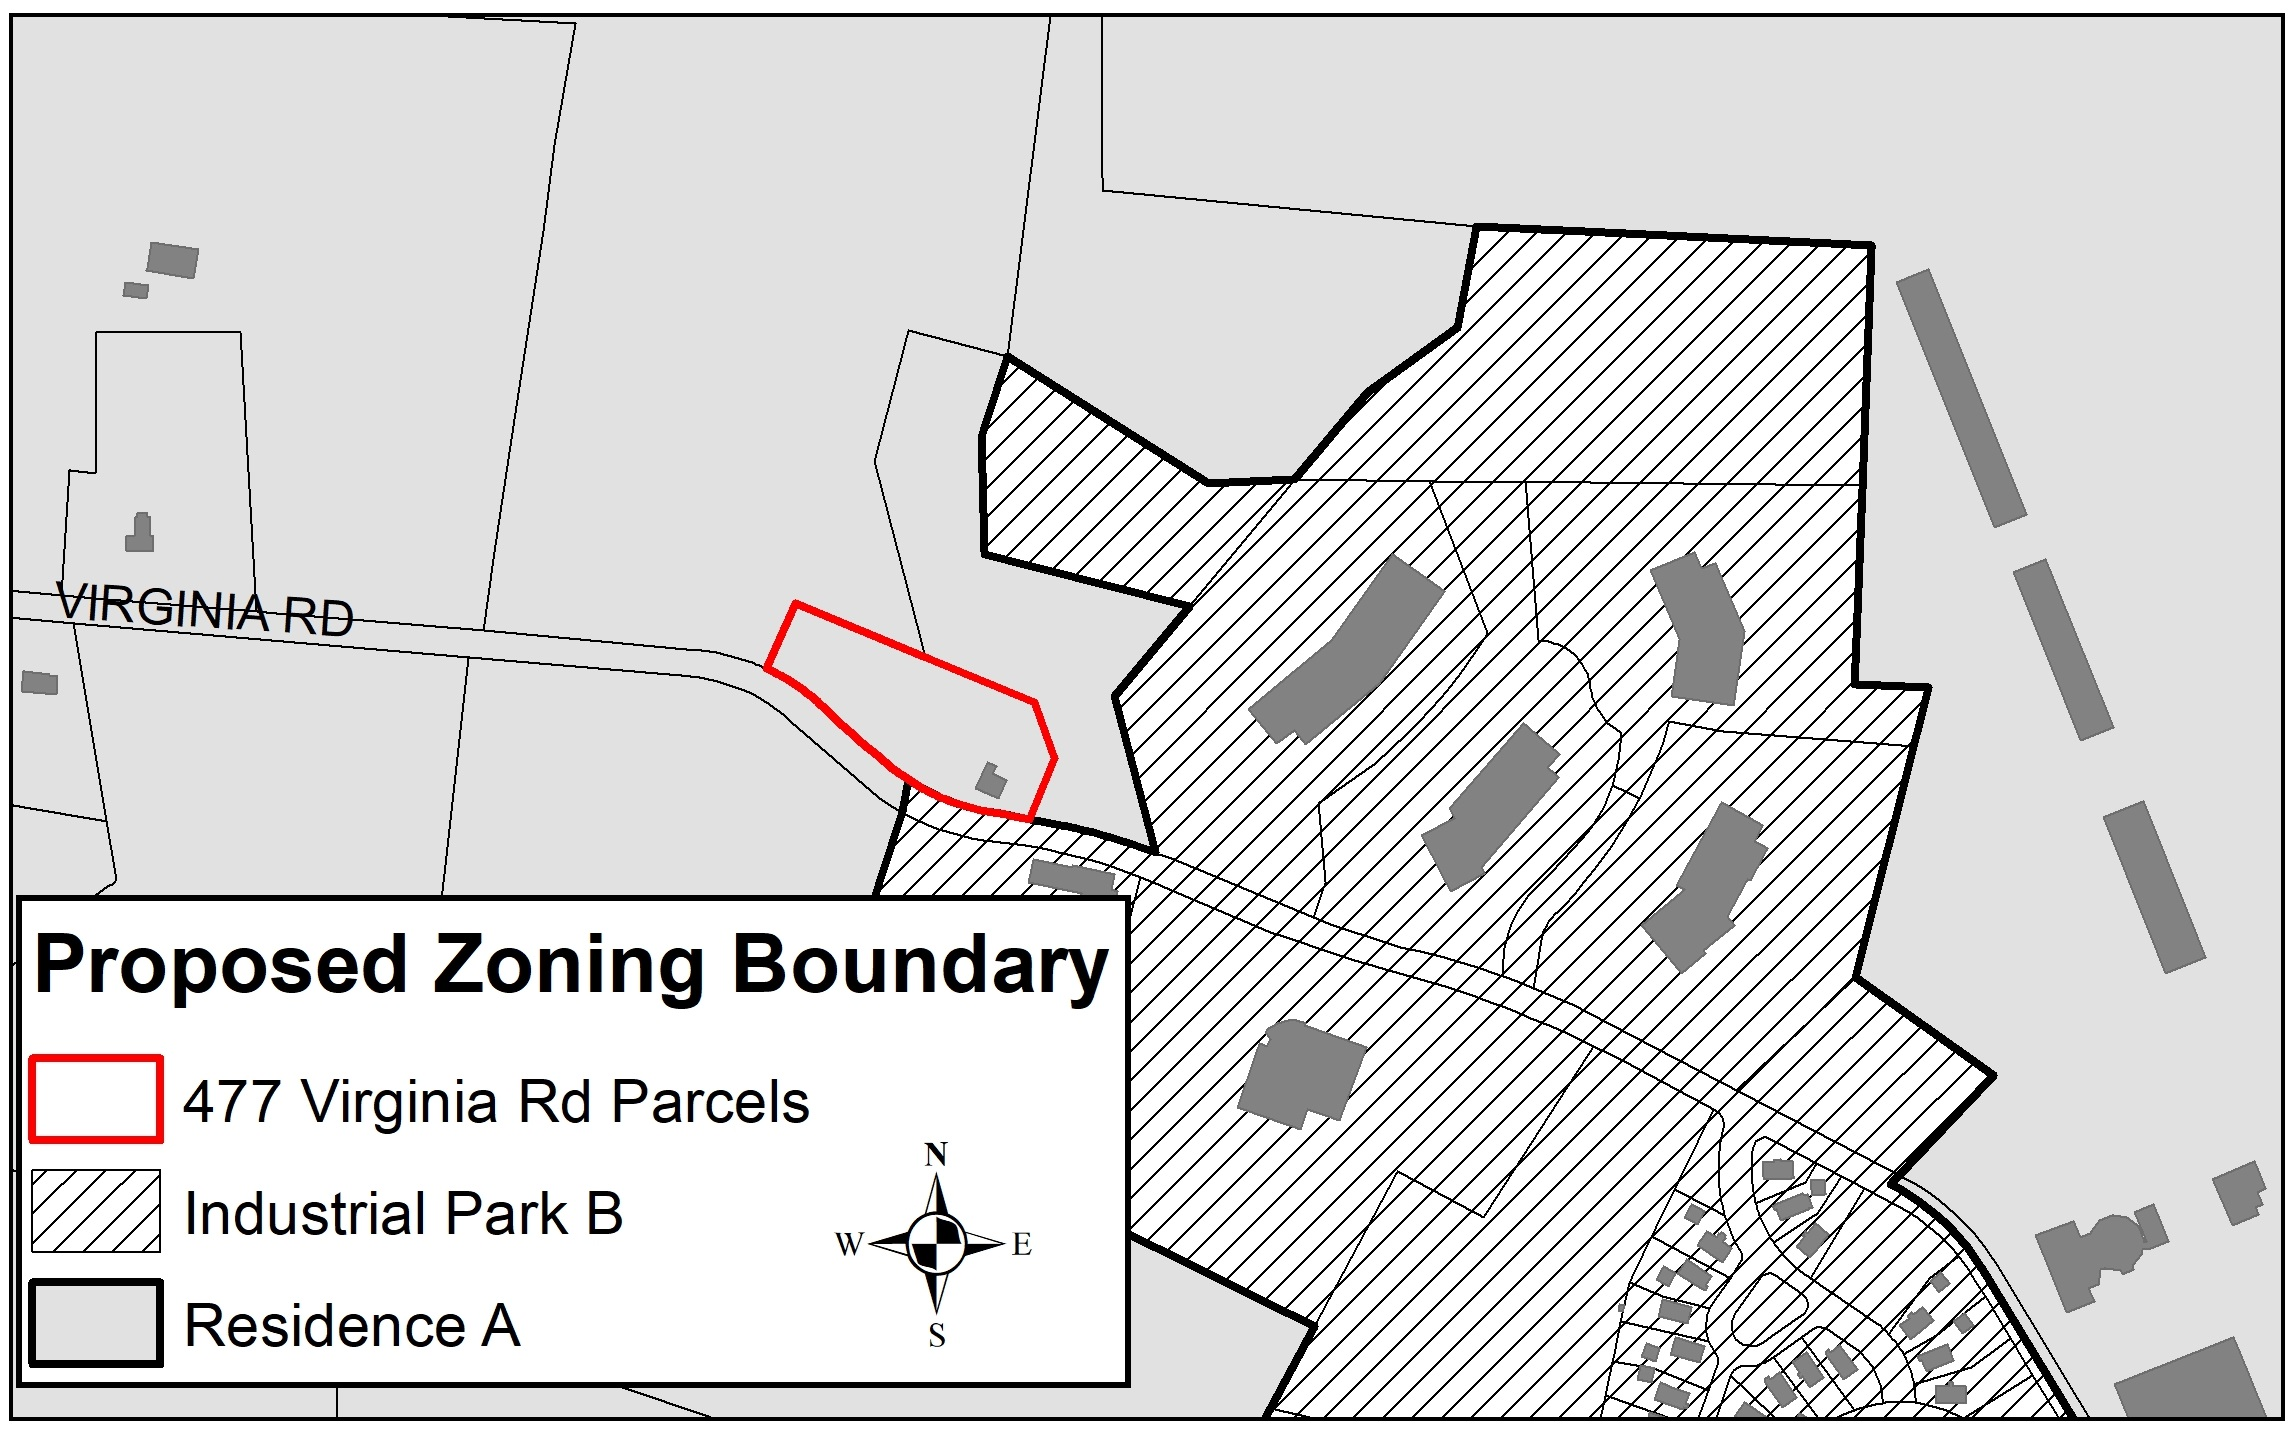 VIRGINIA RD
Proposed Zoning Boundary
477 Virginia Rd Parcels
Industrial Park B
Residence A
N
W E
S